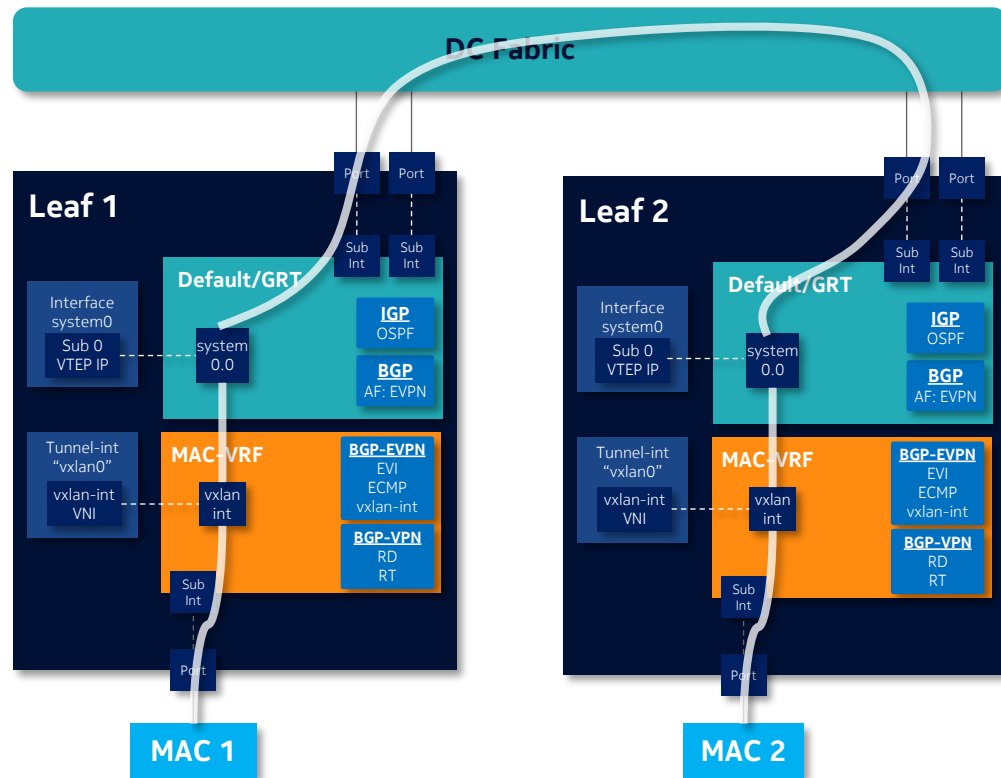 DC Fabric
Leaf 1
Port
Port
Sub
Int
Sub
Int
Default/GRT
Interface
system0
Sub 0
VTEP IP
system
0.0
IGP
OSPF
BGP
AF: EVPN
Tunnel-int
“vxlan0”
vxlan-int
VNI
MAC-VRF
vxlan
int
BGP-EVPN
EVI
ECMP
vxlan-int
BGP-VPN
RD
RT
Sub
Int
Port
MAC 1
Leaf 2
Port
Port
Sub
Int
Sub
Int
Default/GRT
Interface
system0
Sub 0
VTEP IP
system
0.0
IGP
OSPF
BGP
AF: EVPN
Tunnel-int
“vxlan0”
vxlan-int
VNI
MAC-VRF
vxlan
int
BGP-EVPN
EVI
ECMP
vxlan-int
BGP-VPN
RD
RT
Sub
Int
Port
MAC 2